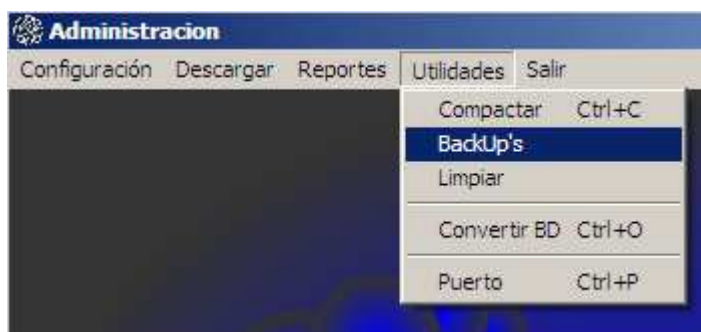 Administracion
Configuración Descargar Reportes Utilidades Salir
Compactar Ctrl+C
BackUp's
Limpiar
Convertir BD Ctrl+O
Puerto Ctrl+P